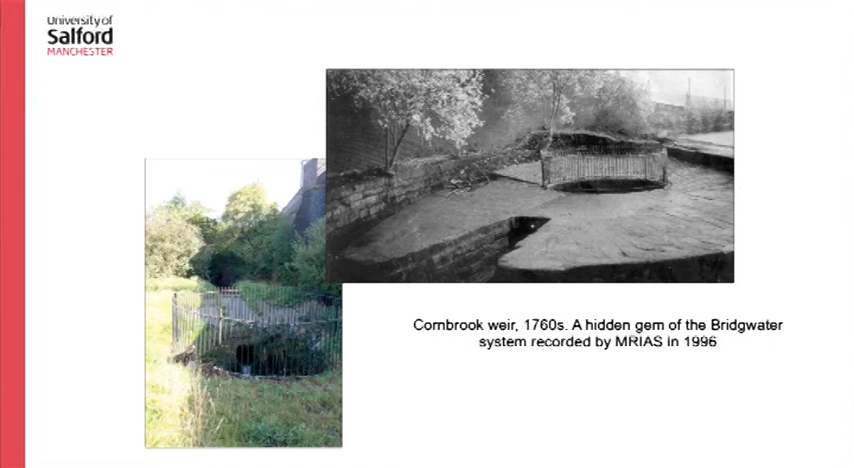 University of
Salford
MANCHESTER
Cornbrook weir, 1760s. A hidden gem of the Bridgwater
system recorded by MRIAS in 1996